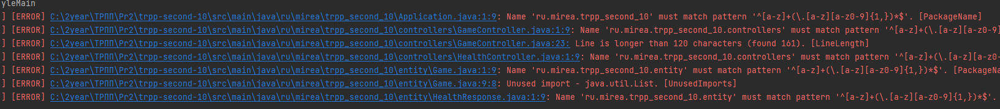 yleMain
] [ERROR] C:\2year\ТРПП\Pr2\trpp-second-10\src\main\java\ru\mirea\trpp_second_10\Application.java:1:9: Name 'ru.mirea.trpp_second_10' must match pattern '^[a-z]+(\.[a-z][a-z0-9]{1,})*$'. [PackageName]
] [ERROR] C:\2year\ТРПП\Pr2\trpp-second-10\src\main\java\ru\mirea\trpp_second_10\controllers\GameController.java:1:9: Name 'ru.mirea.trpp_second_10.controllers' must match pattern '^[a-z]+(\.[a-z][a-z0-9]
] [ERROR] C:\2year\ТРПП\Pr2\trpp-second-10\src\main\java\ru\mirea\trpp_second_10\controllers\GameController.java:23: Line is longer than 120 characters (found 161). [LineLength]
] [ERROR] C:\2year\ТРПП\Pr2\trpp-second-10\src\main\java\ru\mirea\trpp_second_10\controllers\HealthController.java:1:9: Name 'ru.mirea.trpp_second_10.controllers' must match pattern '^[a-z]+(\.[a-z][a-z0-
] [ERROR] C:\2year\ТРПП\Pr2\trpp-second-10\src\main\java\ru\mirea\trpp_second_10\entity\Game.java:1:9: Name 'ru.mirea.trpp_second_10.entity' must match pattern '^[a-z]+(\.[a-z][a-z0-9]{1,})*$'. [PackageNa
] [ERROR] C:\2year\ТРПП\Pr2\trpp-second-10\src\main\java\ru\mirea\trpp_second_10\entity\Game.java:9:8: Unused import - java.util.List. [UnusedImports]
] [ERROR] C:\2year\ТРПП\Pr2\trpp-second-10\src\main\java\ru\mirea\trpp_second_10\entity\HealthResponse.java:1:9: Name 'ru.mirea.trpp_second_10.entity' must match pattern '^[a-z]+(\.[a-z][a-z0-9]{1,})*$'.